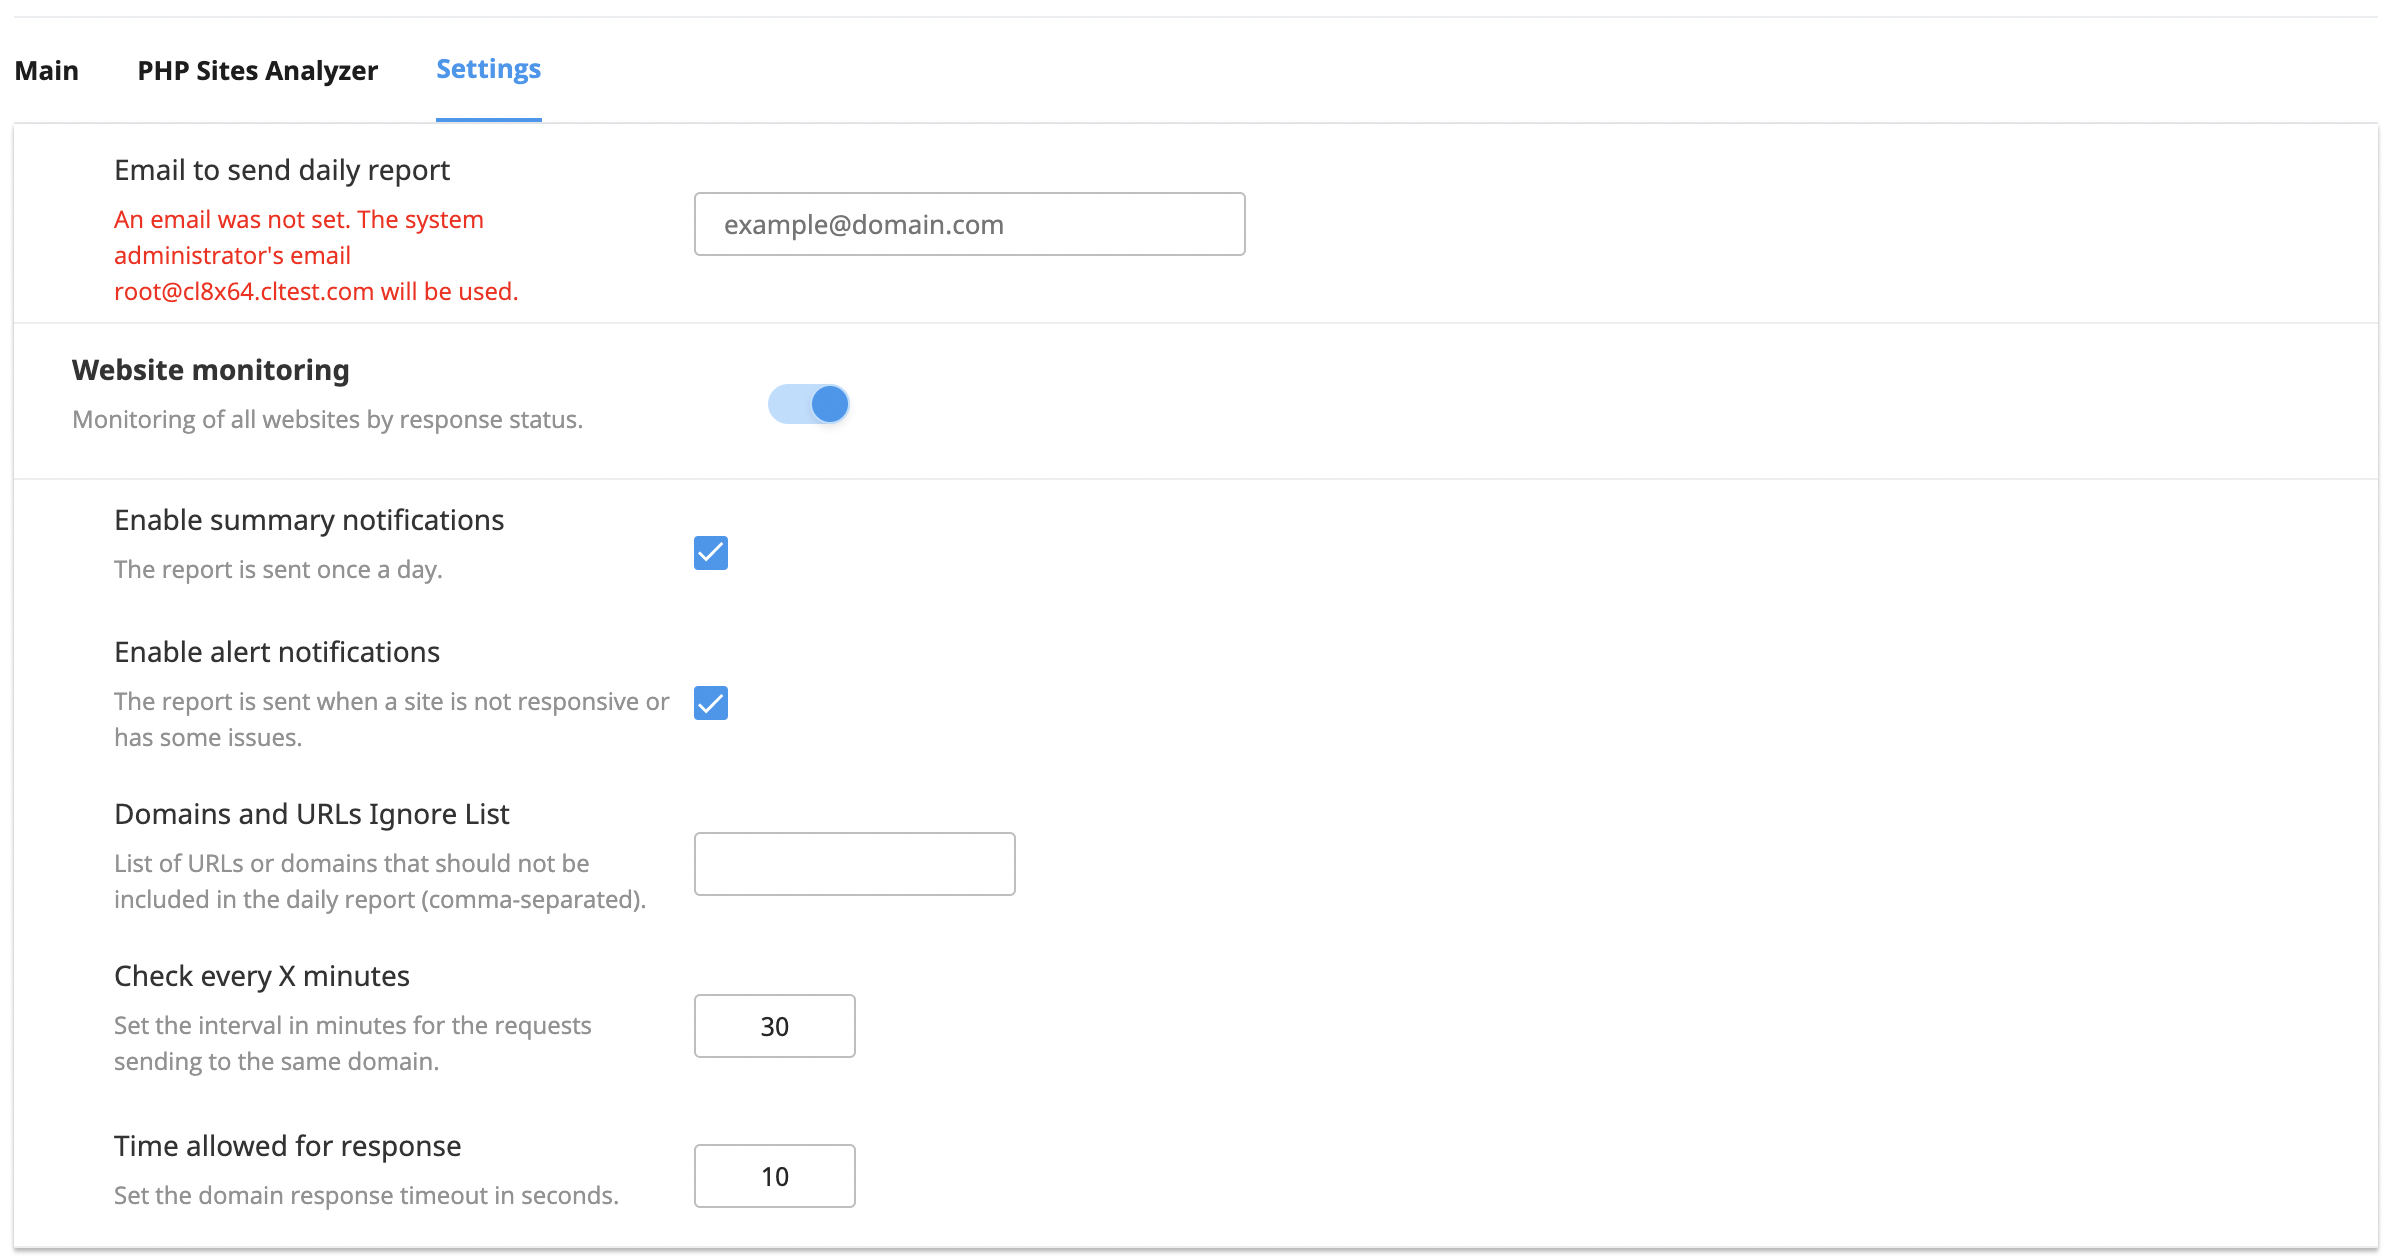 Main
PHP Sites Analyzer
Settings
Email to send daily report
An email was not set. The system
administrator's email
root@cl8x64.cltest.com will be used.
example@domain.com
Website monitoring
Monitoring of all websites by response status.
Enable summary notifications
The report is sent once a day.
Enable alert notifications
The report is sent when a site is not responsive or
has some issues.
Domains and URLs Ignore List
List of URLs or domains that should not be
included in the daily report (comma-separated).
Check every X minutes
Set the interval in minutes for the requests
sending to the same domain.
30
Time allowed for response
Set the domain response timeout in seconds.
10